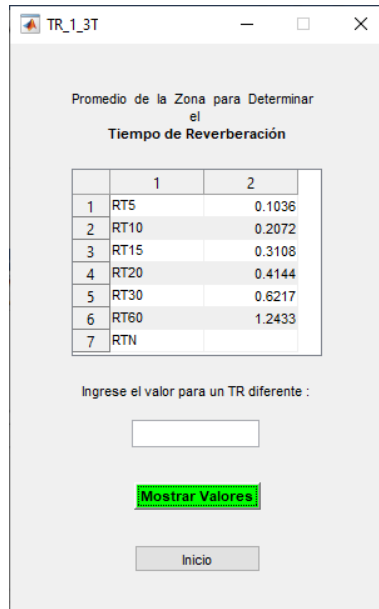 TR_1_3T
Promedio de la Zona para Determinar
el
Tiempo de Reverberación
1 2
1 RT5 0.1036
2 RT10 0.2072
3 RT15 0.3108
4 RT20 0.4144
5 RT30 0.6217
6 RT60 1.2433
7 RTN
Ingrese el valor para un TR diferente :
Mostrar Valores
Inicio